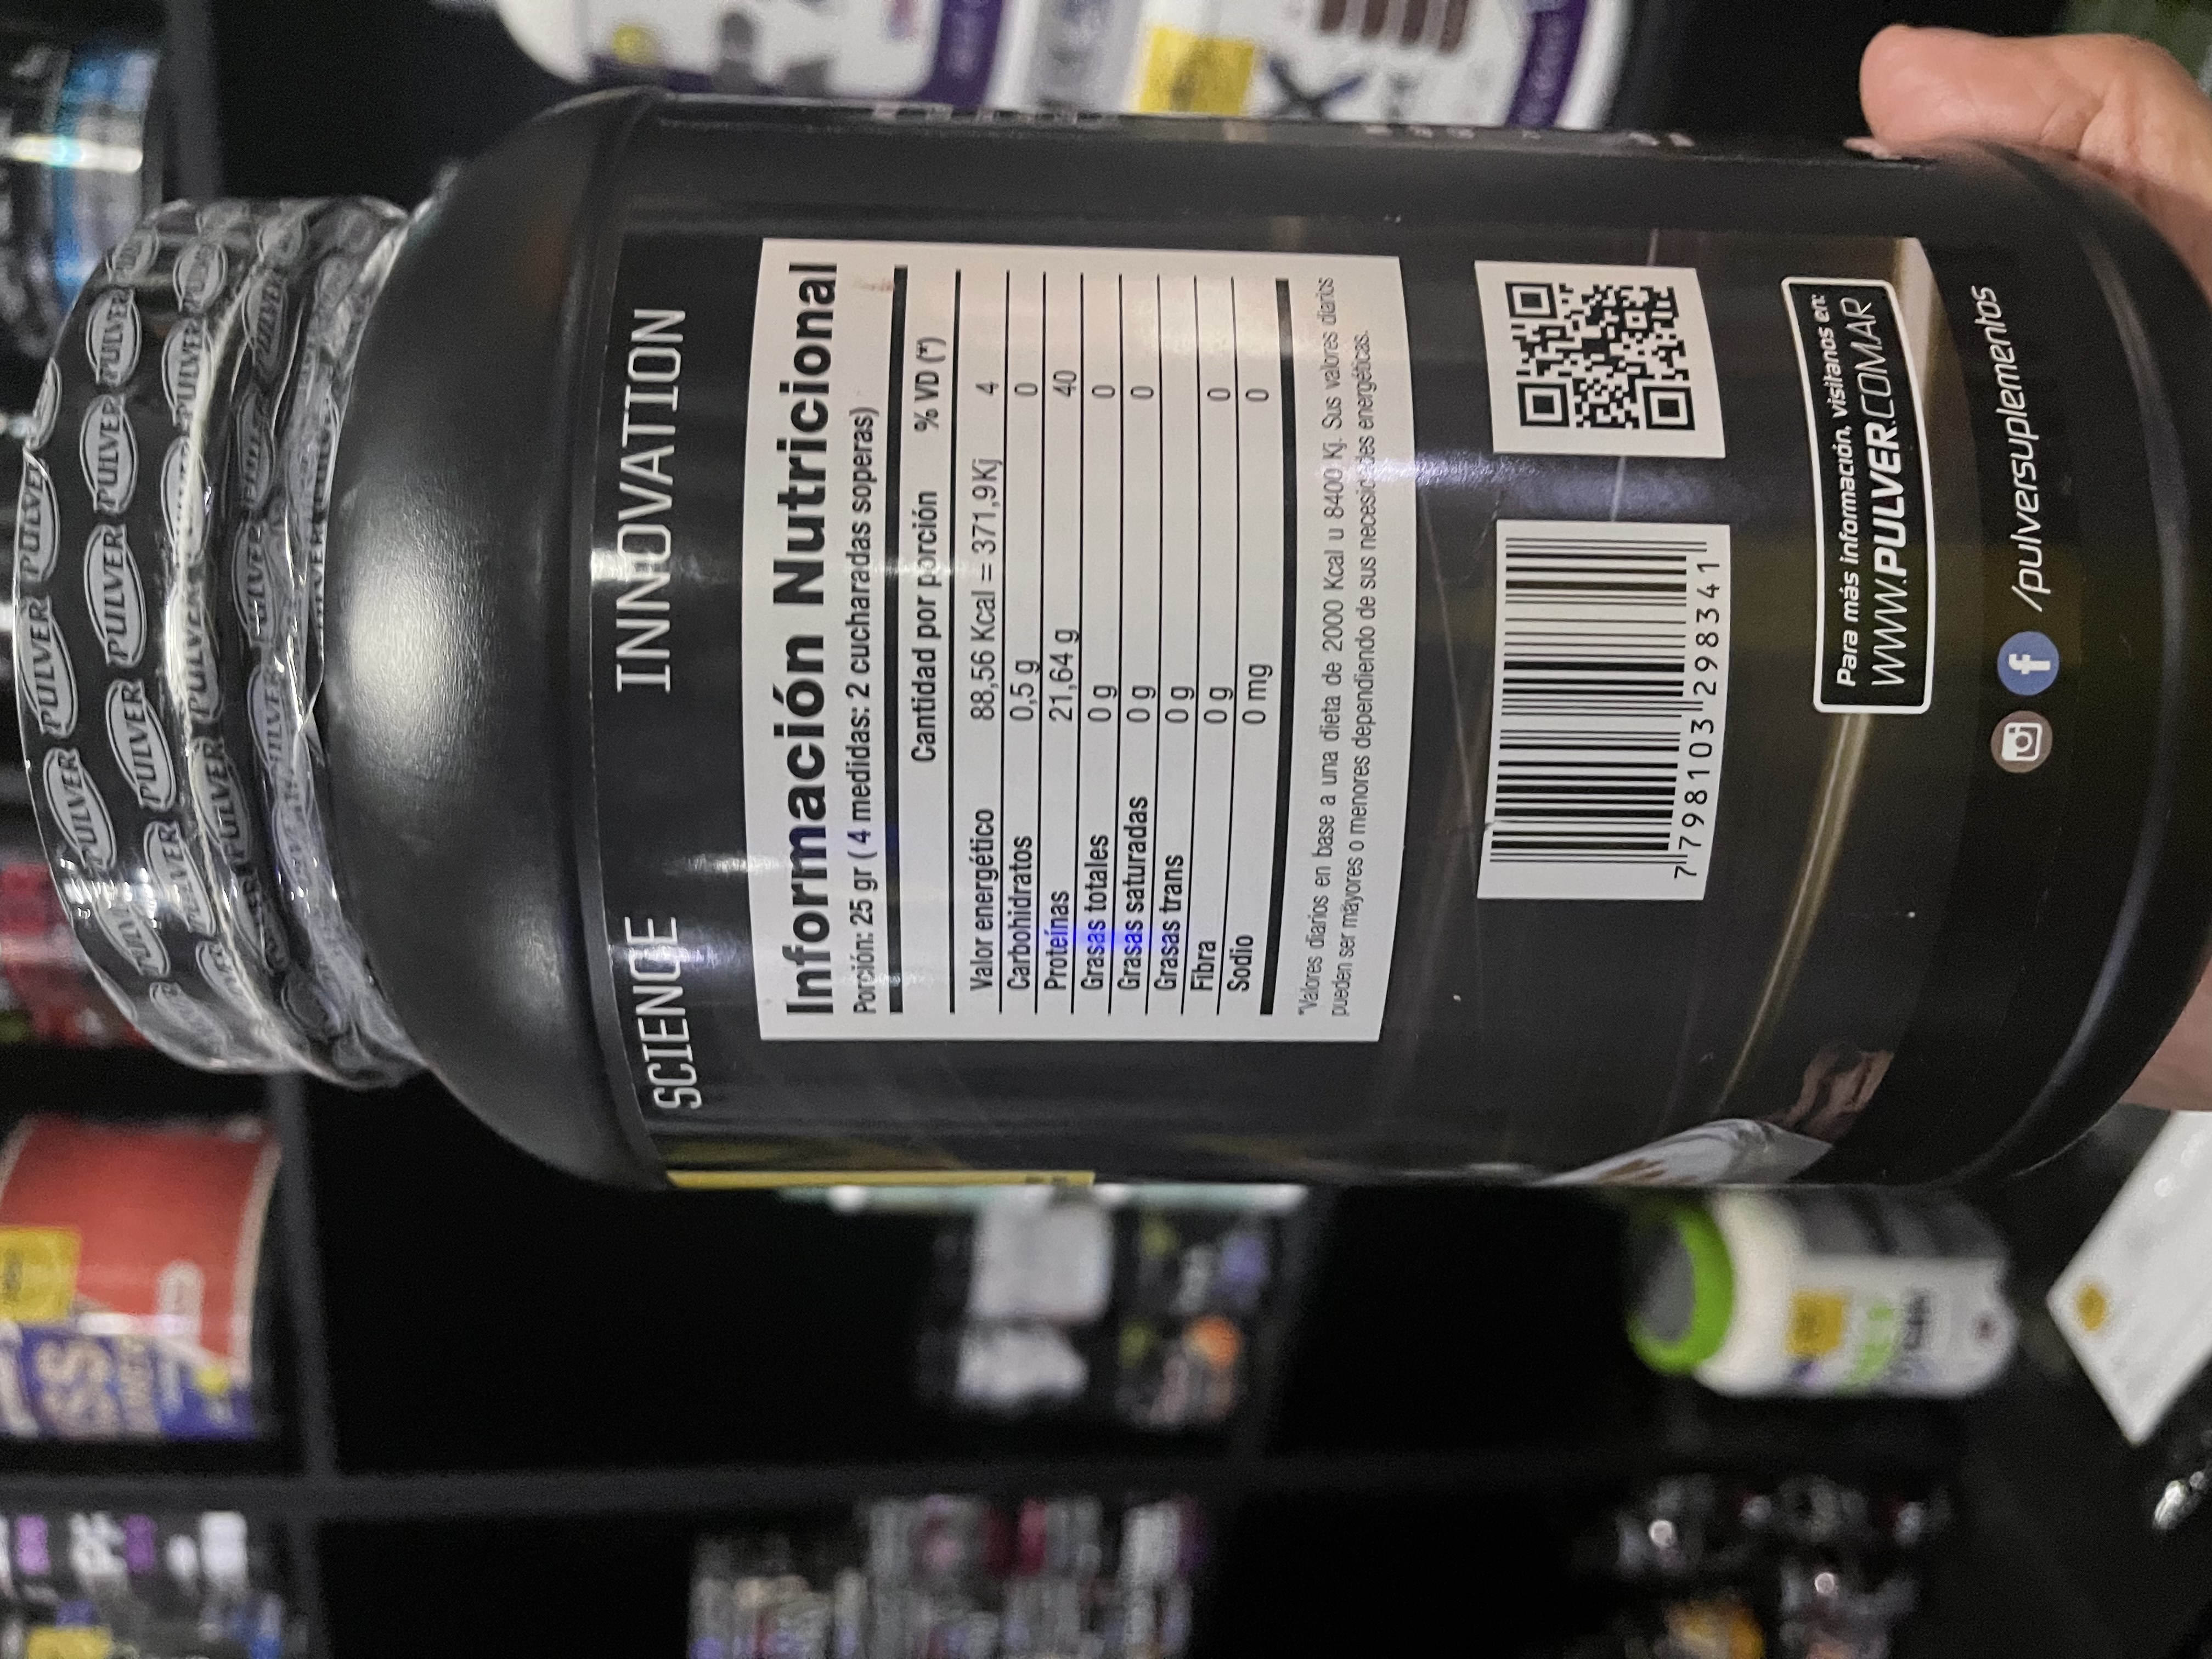 PULVER
SCIENCE INNOVATION
Información Nutricional
Porción: 25 gr ( 4 medidas: 2 cucharadas soperas)
Cantidad por porción % VD (*)
Valor energético 88,56 Kcal = 371,9Kj 4
Carbohidratos 0,5 g 0
Proteínas 21,64 g 40
Grasas totales 0 g 0
Grasas saturadas 0 g 0
Grasas trans 0 g
Fibra 0 g 0
Sodio 0 mg 0
*Valores diarios en base a una dieta de 2000 Kcal u 8400 Kj. Sus valores diarios
pueden ser mayores o menores dependiendo de sus necesidades energéticas.
7 798103 298341
Para más información, visitanos en:
WWW.PULVER.COM.AR
f /pulversuplementos